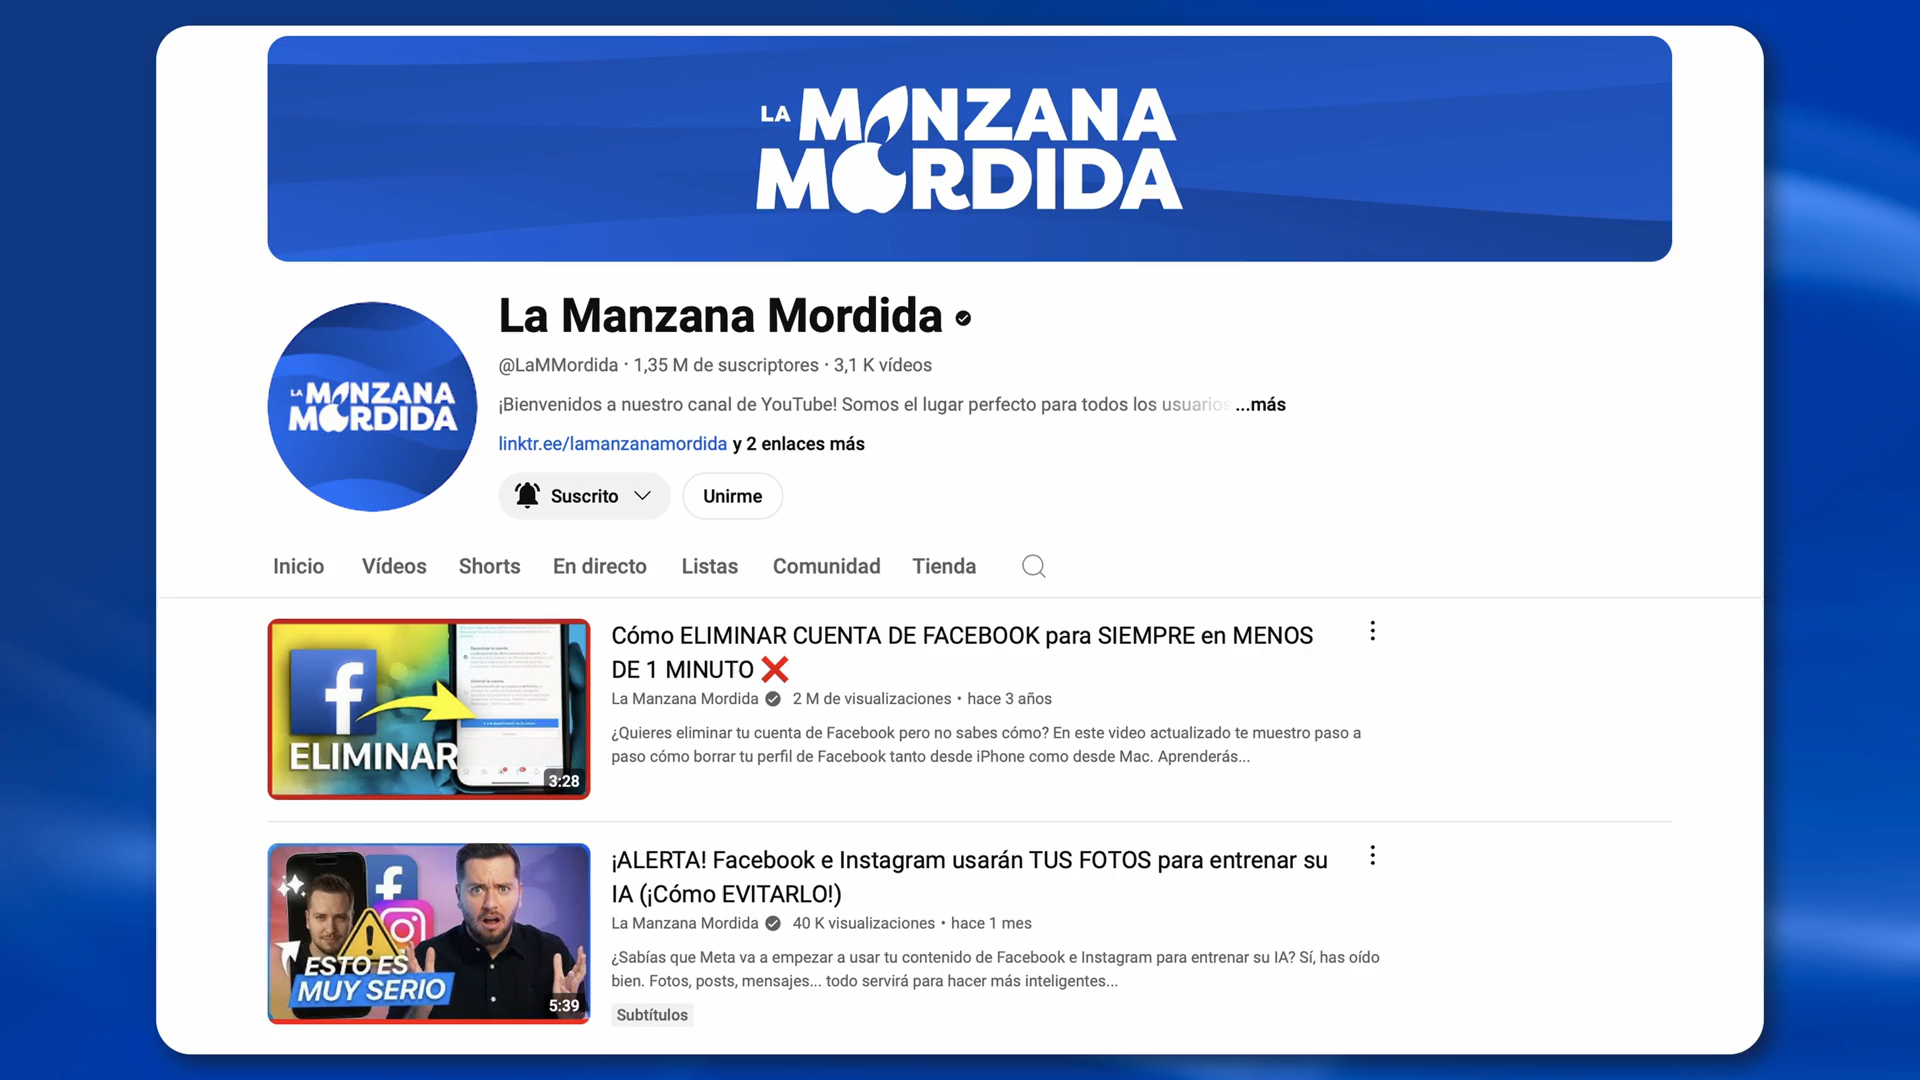 LA MANZANA
MORDIDA
La Manzana Mordida
@LaMMordida · 1,35 M de suscriptores · 3,1 K vídeos
¡Bienvenidos a nuestro canal de YouTube! Somos el lugar perfecto para todos los usuarios ...más
linktr.ee/lamanzanamordida y 2 enlaces más
LA MANZANA
MORDIDA
Suscrito
Unirme
Inicio Vídeos Shorts En directo Listas Comunidad Tienda
Cómo ELIMINAR CUENTA DE FACEBOOK para SIEMPRE en MENOS
DE 1 MINUTO ❌
La Manzana Mordida 2 M de visualizaciones • hace 3 años
¿Quieres eliminar tu cuenta de Facebook pero no sabes cómo? En este video actualizado te muestro paso a
paso cómo borrar tu perfil de Facebook tanto desde iPhone como desde Mac. Aprenderás...
ELIMINAR
3:28
¡ALERTA! Facebook e Instagram usarán TUS FOTOS para entrenar su
IA (¡Cómo EVITARLO!)
La Manzana Mordida 40 K visualizaciones • hace 1 mes
¿Sabías que Meta va a empezar a usar tu contenido de Facebook e Instagram para entrenar su IA? Sí, has oído
bien. Fotos, posts, mensajes... todo servirá para hacer más inteligentes...
Subtítulos
ESTO ES
MUY SERIO
5:39